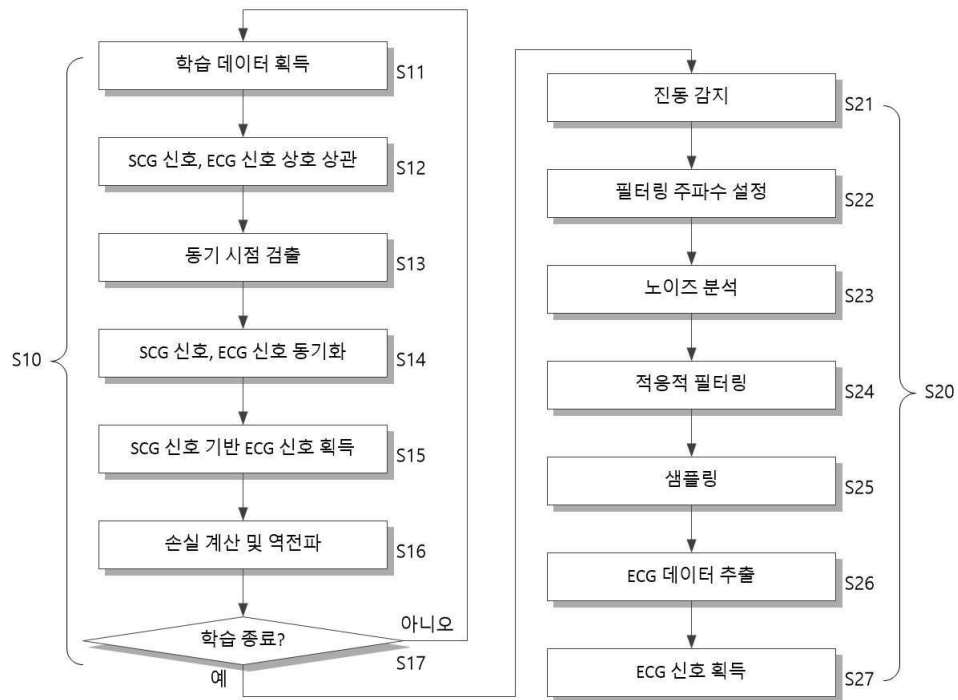 학습 데이터 획득
S11
SCG 신호, ECG 신호 상호 상관
S12
동기 시점 검출
S13
SCG 신호, ECG 신호 동기화
S14
S10
SCG 신호 기반 ECG 신호 획득
S15
손실 계산 및 역전파
S16
학습 종료?
아니오
S17
예
진동 감지
S21
필터링 주파수 설정
S22
노이즈 분석
S23
적응적 필터링
S24
S20
샘플링
S25
ECG 데이터 추출
S26
ECG 신호 획득
S27